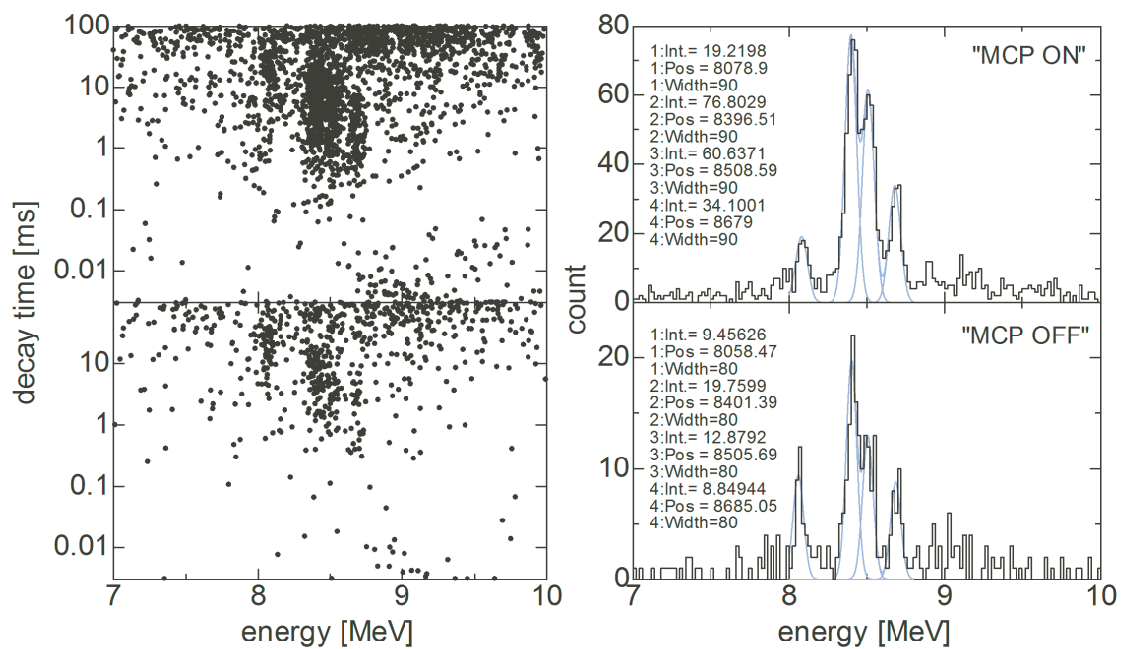 100
10
1
0.1
0.01
10
1
0.1
0.01
decay time [ms]
7
8
9
10
energy [MeV]
80
60
40
20
0
20
10
0
count
"MCP ON"
1:Int.= 19.2198
1:Pos = 8078.9
1:Width=90
2:Int.= 76.8029
2:Pos = 8396.51
2:Width=90
3:Int.= 60.6371
3:Pos = 8508.59
3:Width=90
4:Int.= 34.1001
4:Pos = 8679
4:Width=90
"MCP OFF"
1:Int.= 9.45626
1:Pos = 8058.47
1:Width=80
2:Int.= 19.7599
2:Pos = 8401.39
2:Width=80
3:Int.= 12.8792
3:Pos = 8505.69
3:Width=80
4:Int.= 8.84944
4:Pos = 8685.05
4:Width=80
7
8
9
10
energy [MeV]